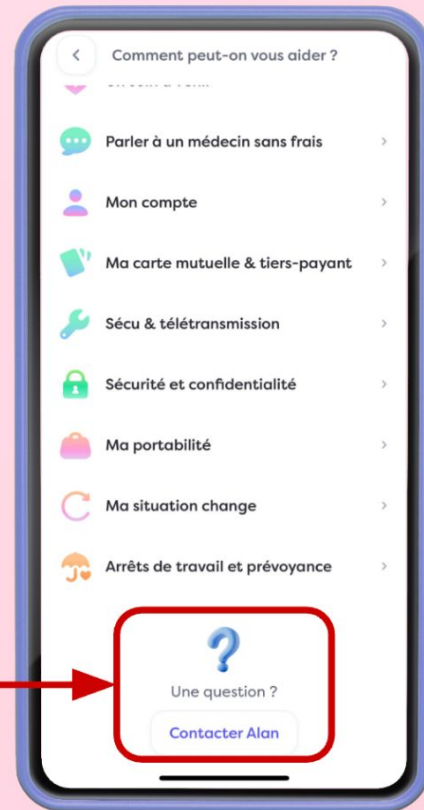 Comment peut-on vous aider ?
Parler à un médecin sans frais
Mon compte
Ma carte mutuelle & tiers-payant
Sécu & télétransmission
Sécurité et confidentialité
Ma portabilité
Ma situation change
Arrêts de travail et prévoyance
Une question ?
Contacter Alan